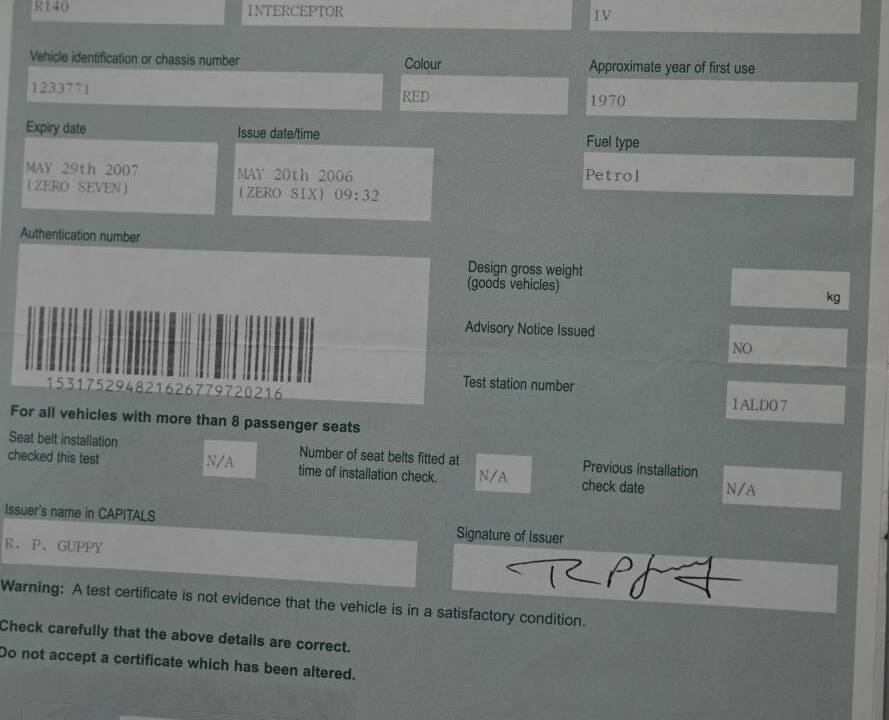 R140
INTERCEPTOR
IV
Vehicle identification or chassis number
Colour
Approximate year of first use
1233771
RED
1970
Expiry date
Issue date/time
Fuel type
MAY 29th 2007
(ZERO SEVEN)
MAY 20th 2006
(ZERO SIX) 09:32
Petrol
Authentication number
Design gross weight
(goods vehicles)
kg
Advisory Notice Issued
NO
153175294821626779720216
Test station number
1ALD07
For all vehicles with more than 8 passenger seats
Seat belt installation
checked this test
N/A
Number of seat belts fitted at
time of installation check.
N/A
Previous installation
check date
N/A
Issuer's name in CAPITALS
Signature of Issuer
R. P. GUPPY
Warning: A test certificate is not evidence that the vehicle is in a satisfactory condition.
Check carefully that the above details are correct.
Do not accept a certificate which has been altered.